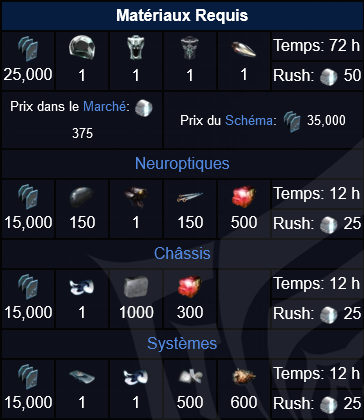 Matériaux Requis
25,000 1 1 1 1 Temps: 72 h
Rush: 50
Prix dans le Marché:
375
Prix du Schéma: 35,000
Neuroptiques
15,000 150 1 150 500 Temps: 12 h
Rush: 25
Châssis
15,000 1 1000 300 Temps: 12 h
Rush: 25
Systèmes
15,000 1 1 500 600 Temps: 12 h
Rush: 25